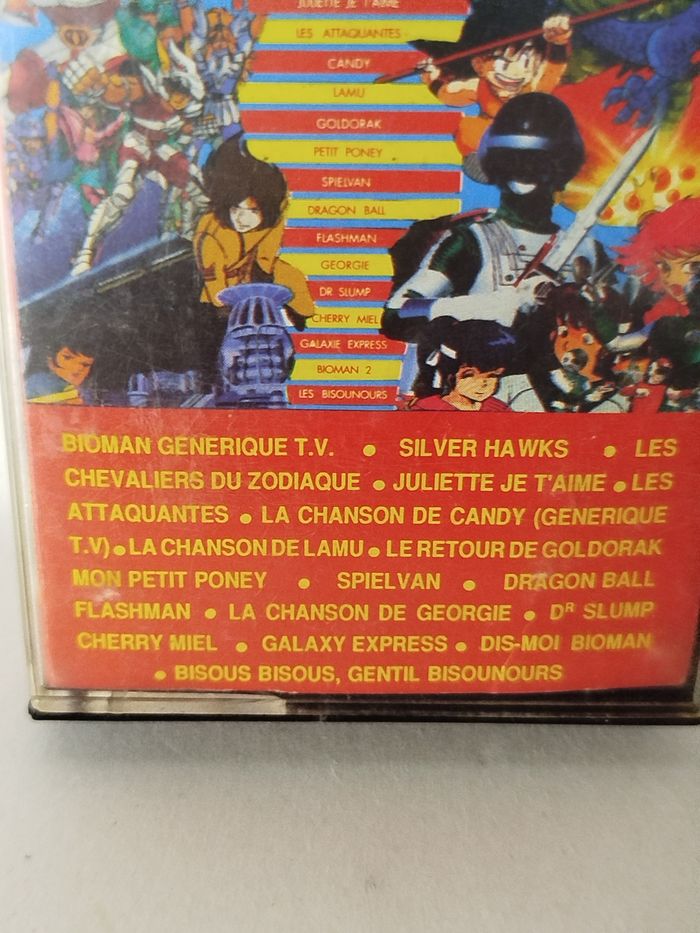 JULIETTE JE T'AIME
LES ATTAQUANTES
CANDY
LAMU
GOLDORAK
PETIT PONEY
SPIELVAN
DRAGON BALL
FLASHMAN
GEORGIE
DR SLUMP
CHERRY MIEL
GALAXIE EXPRESS
BIOMAN 2
LES BISOUNOURS
BIOMAN GENERIQUE T.V. • SILVER HAWKS • LES
CHEVALIERS DU ZODIAQUE • JULIETTE JE T'AIME • LES
ATTAQUANTES • LA CHANSON DE CANDY (GENERIQUE
T.V) • LA CHANSON DE LAMU • LE RETOUR DE GOLDORAK
MON PETIT PONEY • SPIELVAN • DRAGON BALL
FLASHMAN • LA CHANSON DE GEORGIE • DR SLUMP
CHERRY MIEL • GALAXY EXPRESS • DIS-MOI BIOMAN
• BISOUS BISOUS, GENTIL BISOUNOURS